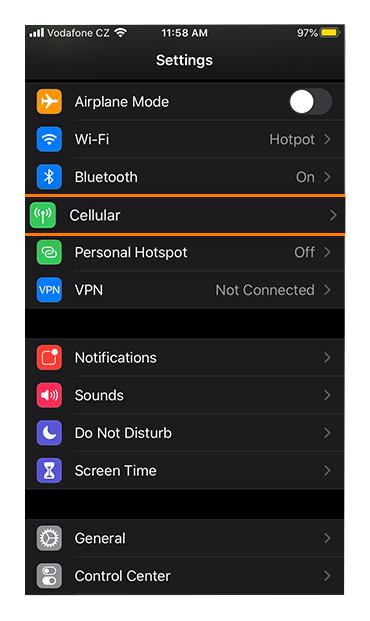 Vodafone CZ 11:58 AM 97%
Settings
Airplane Mode
Wi-Fi Hotpot
Bluetooth On
Cellular
Personal Hotspot Off
VPN VPN Not Connected
Notifications
Sounds
Do Not Disturb
Screen Time
General
Control Center